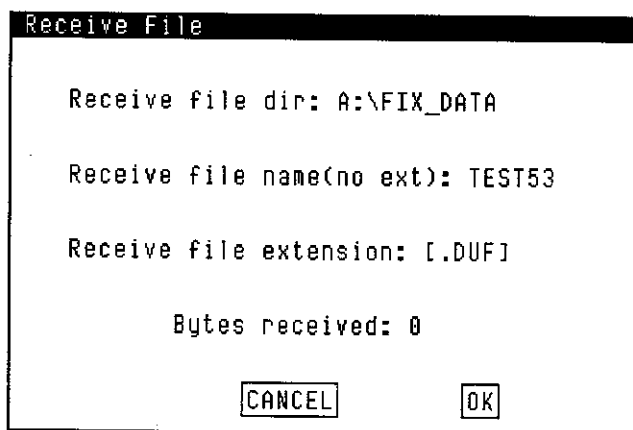 Receive File
Receive file dir: A:\FIX_DATA
Receive file name(no ext): TEST53
Receive file extension: [.DUF]
Bytes received: 0
CANCEL OK